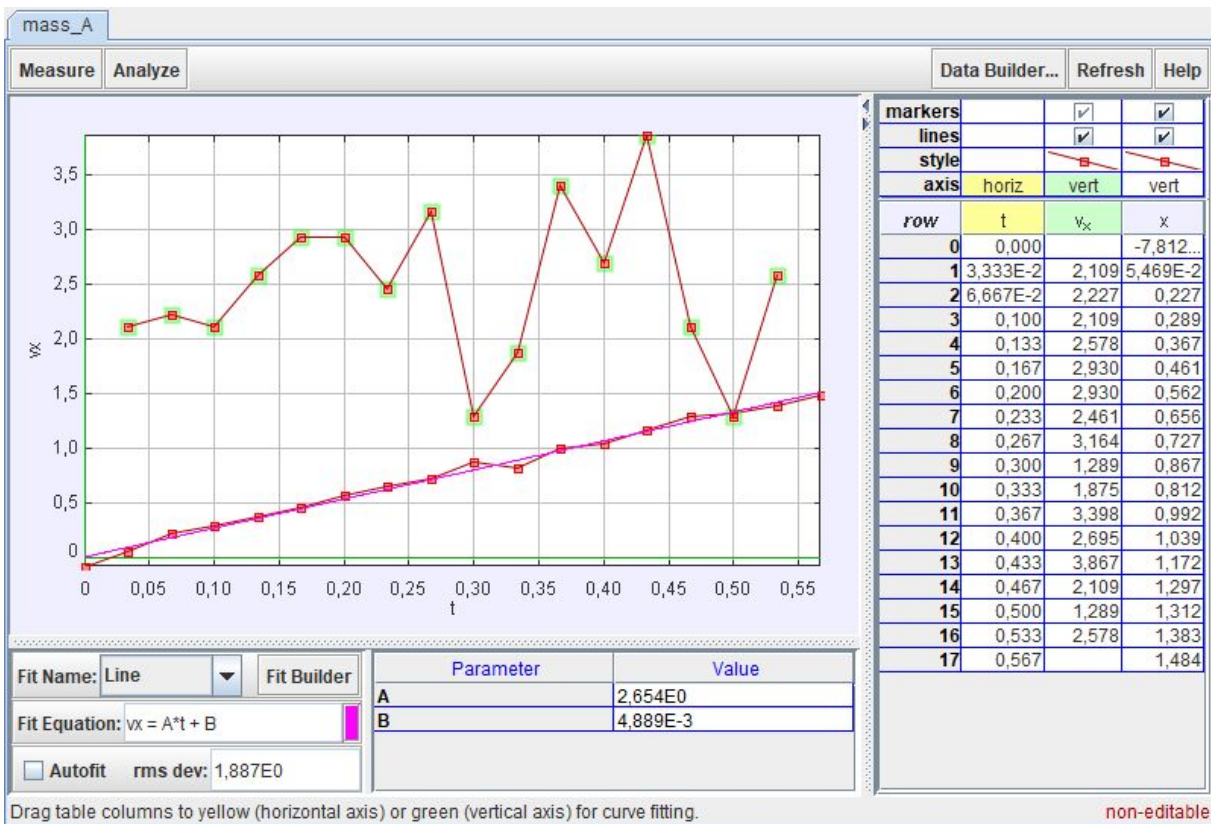 mass_A
Measure Analyze Data Builder... Refresh Help
3,5
3,0
2,5
2,0
1,5
1,0
0,5
0
vx
0 0,05 0,10 0,15 0,20 0,25 0,30 0,35 0,40 0,45 0,50 0,55
t
markers
lines
style
axis horiz vert vert
row t vx x
0 0,000 -7,812...
1 3,333E-2 2,109 5,469E-2
2 6,667E-2 2,227 0,227
3 0,100 2,109 0,289
4 0,133 2,578 0,367
5 0,167 2,930 0,461
6 0,200 2,930 0,562
7 0,233 2,461 0,656
8 0,267 3,164 0,727
9 0,300 1,289 0,867
10 0,333 1,875 0,812
11 0,367 3,398 0,992
12 0,400 2,695 1,039
13 0,433 3,867 1,172
14 0,467 2,109 1,297
15 0,500 1,289 1,312
16 0,533 2,578 1,383
17 0,567 1,484
Fit Name: Line Fit Builder
Fit Equation: vx = A*t + B
Autofit rms dev: 1,887E0
Parameter Value
A 2,654E0
B 4,889E-3
Drag table columns to yellow (horizontal axis) or green (vertical axis) for curve fitting. non-editable